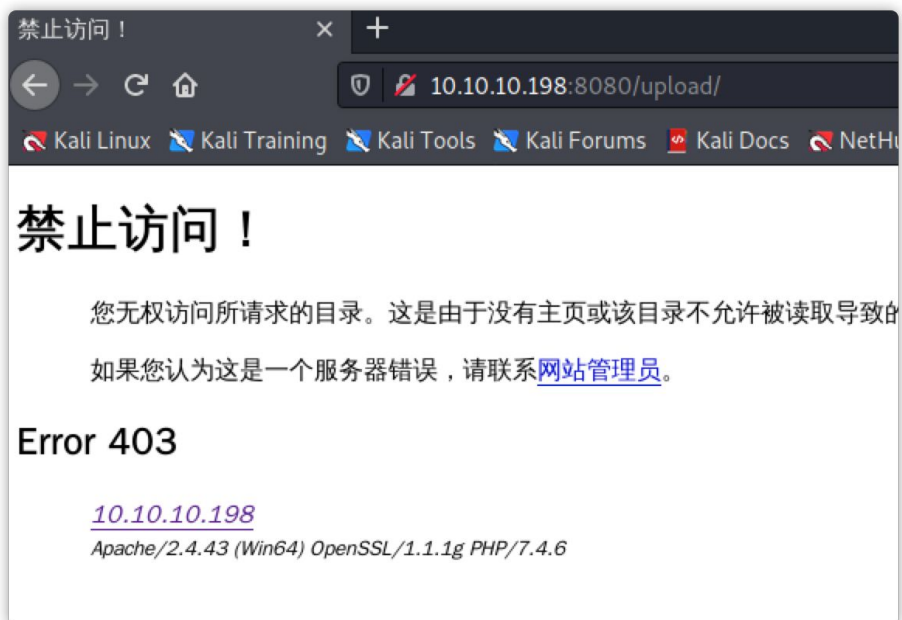 禁止访问！
10.10.10.198:8080/upload/
Kali Linux Kali Training Kali Tools Kali Forums Kali Docs NetHu
禁止访问！
您无权访问所请求的目录。这是由于没有主页或该目录不允许被读取导致的
如果您认为这是一个服务器错误，请联系网站管理员。
Error 403
10.10.10.198
Apache/2.4.43 (Win64) OpenSSL/1.1.1g PHP/7.4.6